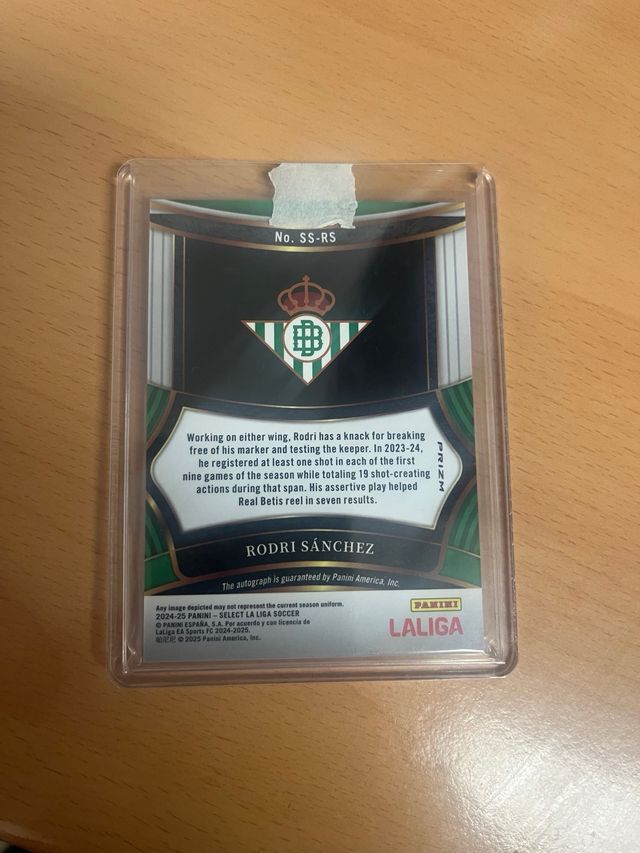 No. SS-RS
BBB
Working on either wing, Rodri has a knack for breaking
free of his marker and testing the keeper. In 2023-24,
he registered at least one shot in each of the first
nine games of the season while totaling 19 shot-creating
actions during that span. His assertive play helped
Real Betis reel in seven results.
PRIZM
RODRI SÁNCHEZ
The autograph is guaranteed by Panini America, Inc.
Any image depicted may not represent the current season uniform.
2024-25 PANINI – SELECT LA LIGA SOCCER
© PANINI ESPAÑA, S.A. Por acuerdo y con licencia de
LaLiga EA Sports FC 2024-2025.
帕尼尼 © 2025 Panini America, Inc.
PANINI
LALIGA